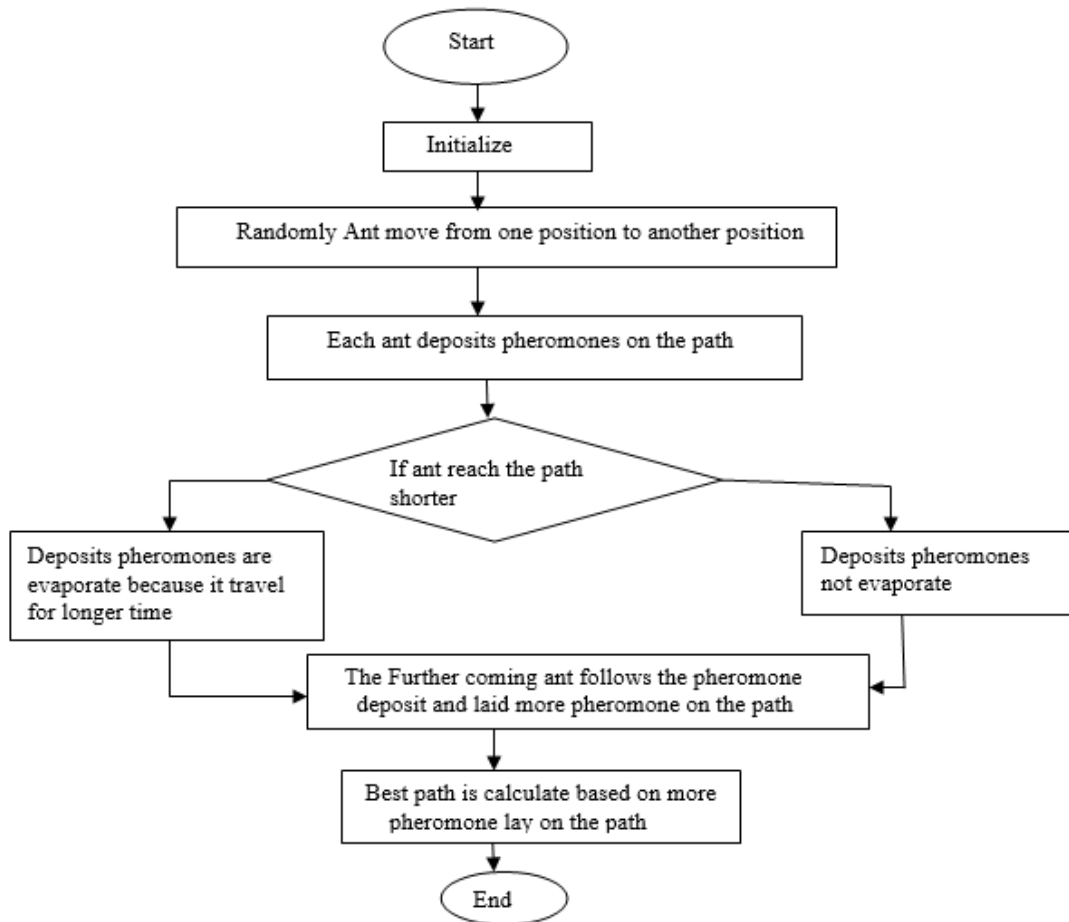 Start
Initialize
Randomly Ant move from one position to another position
Each ant deposits pheromones on the path
If ant reach the path
shorter
Deposits pheromones are
evaporate because it travel
for longer time
Deposits pheromones
not evaporate
The Further coming ant follows the pheromone
deposit and laid more pheromone on the path
Best path is calculate based on more
pheromone lay on the path
End